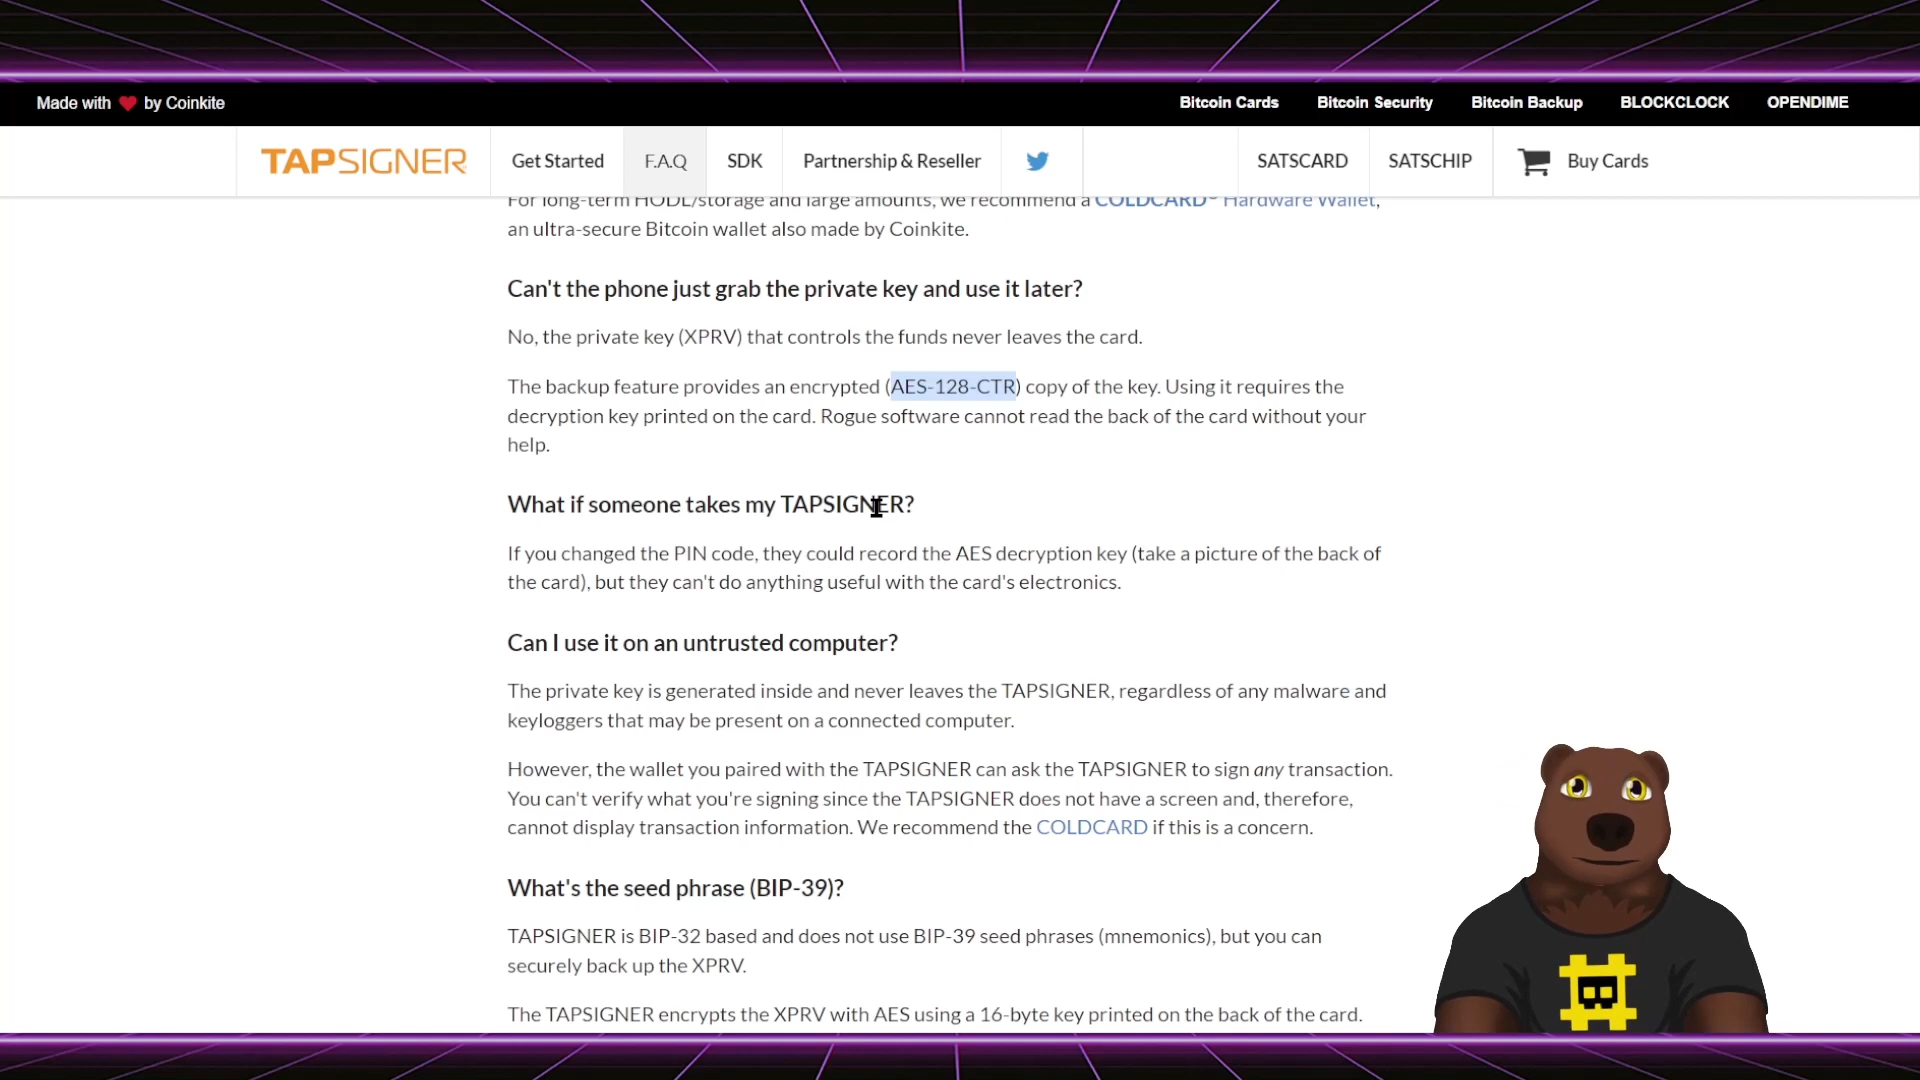 Made with by Coinkite
Bitcoin Cards Bitcoin Security Bitcoin Backup BLOCKCLOCK OPENDIME
TAPSIGNER Get Started F.A.Q SDK Partnership & Reseller SATSCARD SATSCHIP Buy Cards
For long-term HODL/storage and large amounts, we recommend a COLDCARD® Hardware Wallet,
an ultra-secure Bitcoin wallet also made by Coinkite.
Can't the phone just grab the private key and use it later?
No, the private key (XPRV) that controls the funds never leaves the card.
The backup feature provides an encrypted (AES-128-CTR) copy of the key. Using it requires the
decryption key printed on the card. Rogue software cannot read the back of the card without your
help.
What if someone takes my TAPSIGNER?
If you changed the PIN code, they could record the AES decryption key (take a picture of the back of
the card), but they can't do anything useful with the card's electronics.
Can I use it on an untrusted computer?
The private key is generated inside and never leaves the TAPSIGNER, regardless of any malware and
keyloggers that may be present on a connected computer.
However, the wallet you paired with the TAPSIGNER can ask the TAPSIGNER to sign any transaction.
You can't verify what you're signing since the TAPSIGNER does not have a screen and, therefore,
cannot display transaction information. We recommend the COLDCARD if this is a concern.
What's the seed phrase (BIP-39)?
TAPSIGNER is BIP-32 based and does not use BIP-39 seed phrases (mnemonics), but you can
securely back up the XPRV.
The TAPSIGNER encrypts the XPRV with AES using a 16-byte key printed on the back of the card.